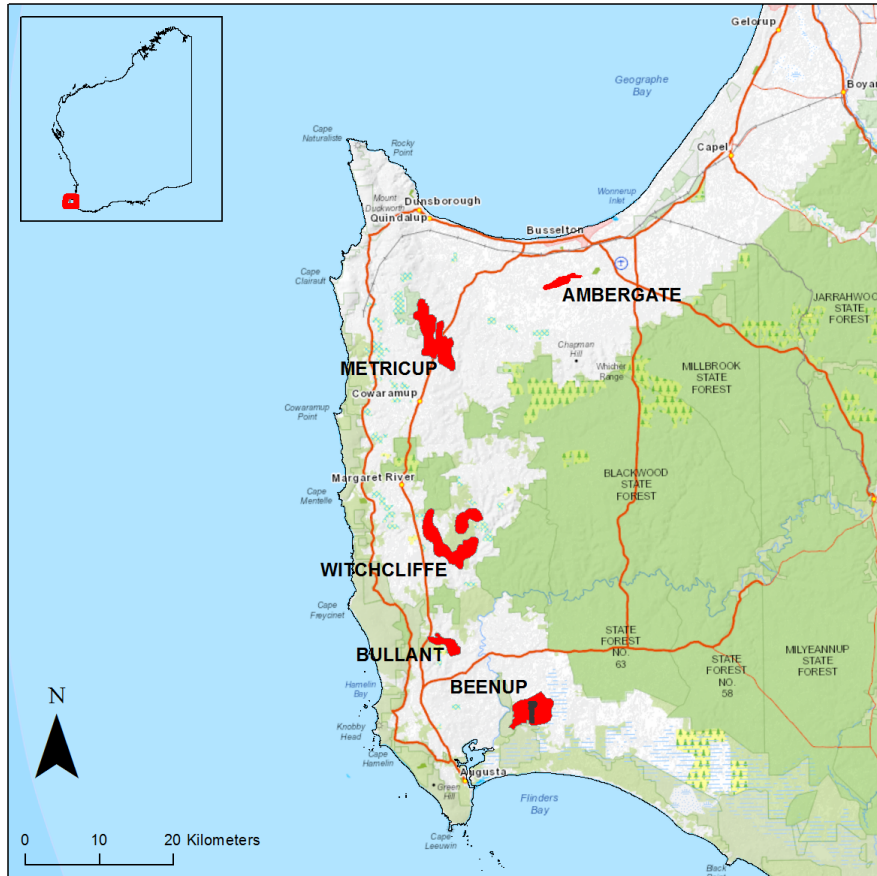 Gelorup
Geographe
Bay
Boyan
Cape
Naturaliste
Rocky
Point
Capel
Mount
Duckworth
Dunsborough
Quindalup
Wonnerup
Inlet
Busselton
Cape
Clairault
AMBERGATE
JARRAHWOOD
STATE
FOREST
METRICUP
Chapman
Hill
Whicher
Range
MILLBROOK
STATE
FOREST
Cowaramup
Cowaramup
Point
Margaret River
BLACKWOOD
STATE
FOREST
Cape
Mentelle
WITCHCLIFFE
Cape
Freycinet
BULLANT
STATE
FOREST
NO.
63
MILYEANNUP
STATE
FOREST
STATE
FOREST
NO.
58
BEENUP
Hamelin
Bay
N
Knobby
Head
Cape
Hamelin
Augusta
Green
Hill
Flinders
Bay
Cape
Leeuwin
0 10 20 Kilometers
Black